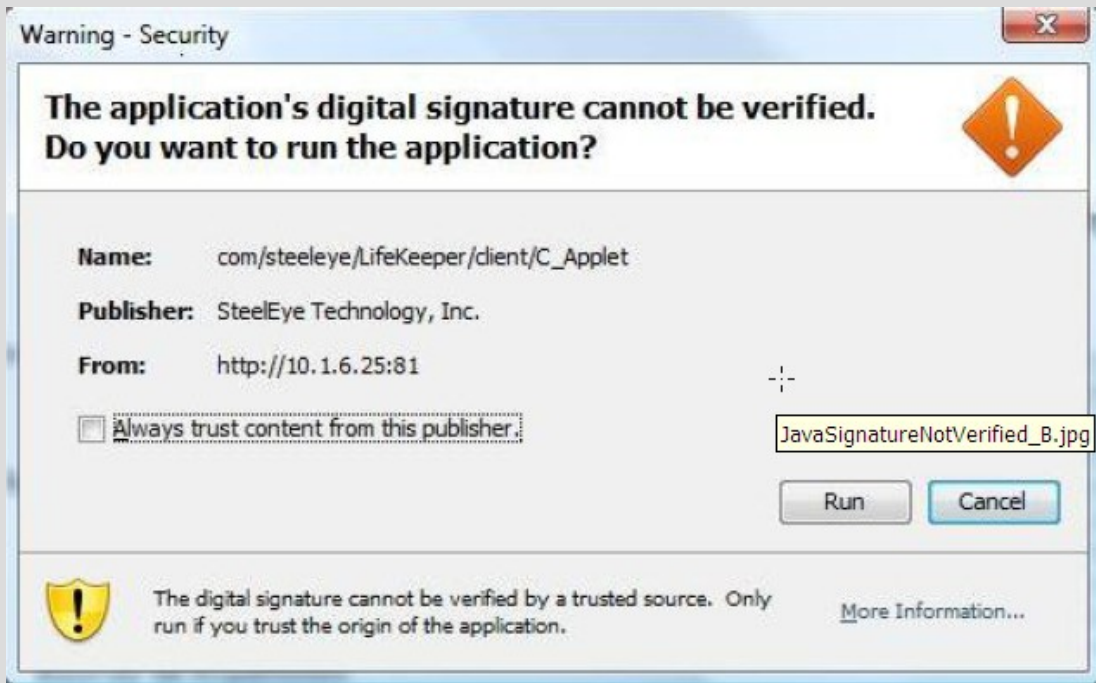 Warning - Security
The application's digital signature cannot be verified.
Do you want to run the application?
Name: com/steeleye/LifeKeeper/client/C_Applet
Publisher: SteelEye Technology, Inc.
From: http://10.1.6.25:81
Always trust content from this publisher.
JavaSignatureNotVerified_B.jpg
Run Cancel
The digital signature cannot be verified by a trusted source. Only
run if you trust the origin of the application.
More Information...